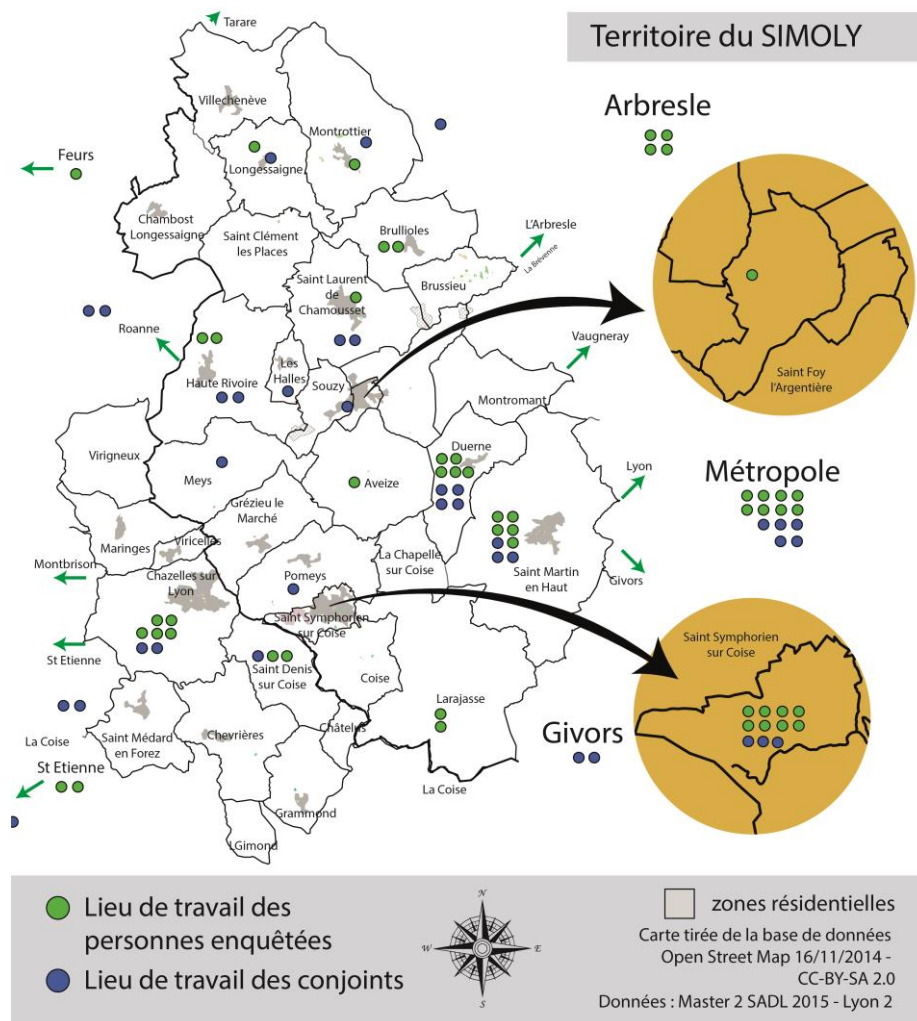 Tarare
Territoire du SIMOLY
Villechenève
Arbresle
Montrottier
Feurs
Longessaigne
Chambost
Longessaigne
Saint Clément
les Places
Brullioles
L'Arbresle
La Brévenne
Saint Laurent
de
Chamousset
Brussieu
Roanne
Vaugneray
Les
Halles
Haute Rivoire
Souzy
Saint Foy
l'Argentière
Montromant
Virigneux
Duerne
Meys
Aveize
Lyon
Métropole
Grézieu le
Marché
Maringes
Viricelles
La Chapelle
sur Coise
Montbrison
Chazelles sur
Lyon
Pomeys
Saint Martin
en Haut
Givors
Saint Symphorien
sur Coise
Saint Symphorien
sur Coise
St Etienne
Saint Denis
sur Coise
Coise
Larajasse
La Coise
Saint Médard
en Forez
Chevrières
Châtelus
Givors
St Etienne
La Coise
Grammond
LGimond
Lieu de travail des
personnes enquêtées
Lieu de travail des conjoints
N
W
E
S
zones résidentielles
Carte tirée de la base de données
Open Street Map 16/11/2014 -
CC-BY-SA 2.0
Données : Master 2 SADL 2015 - Lyon 2